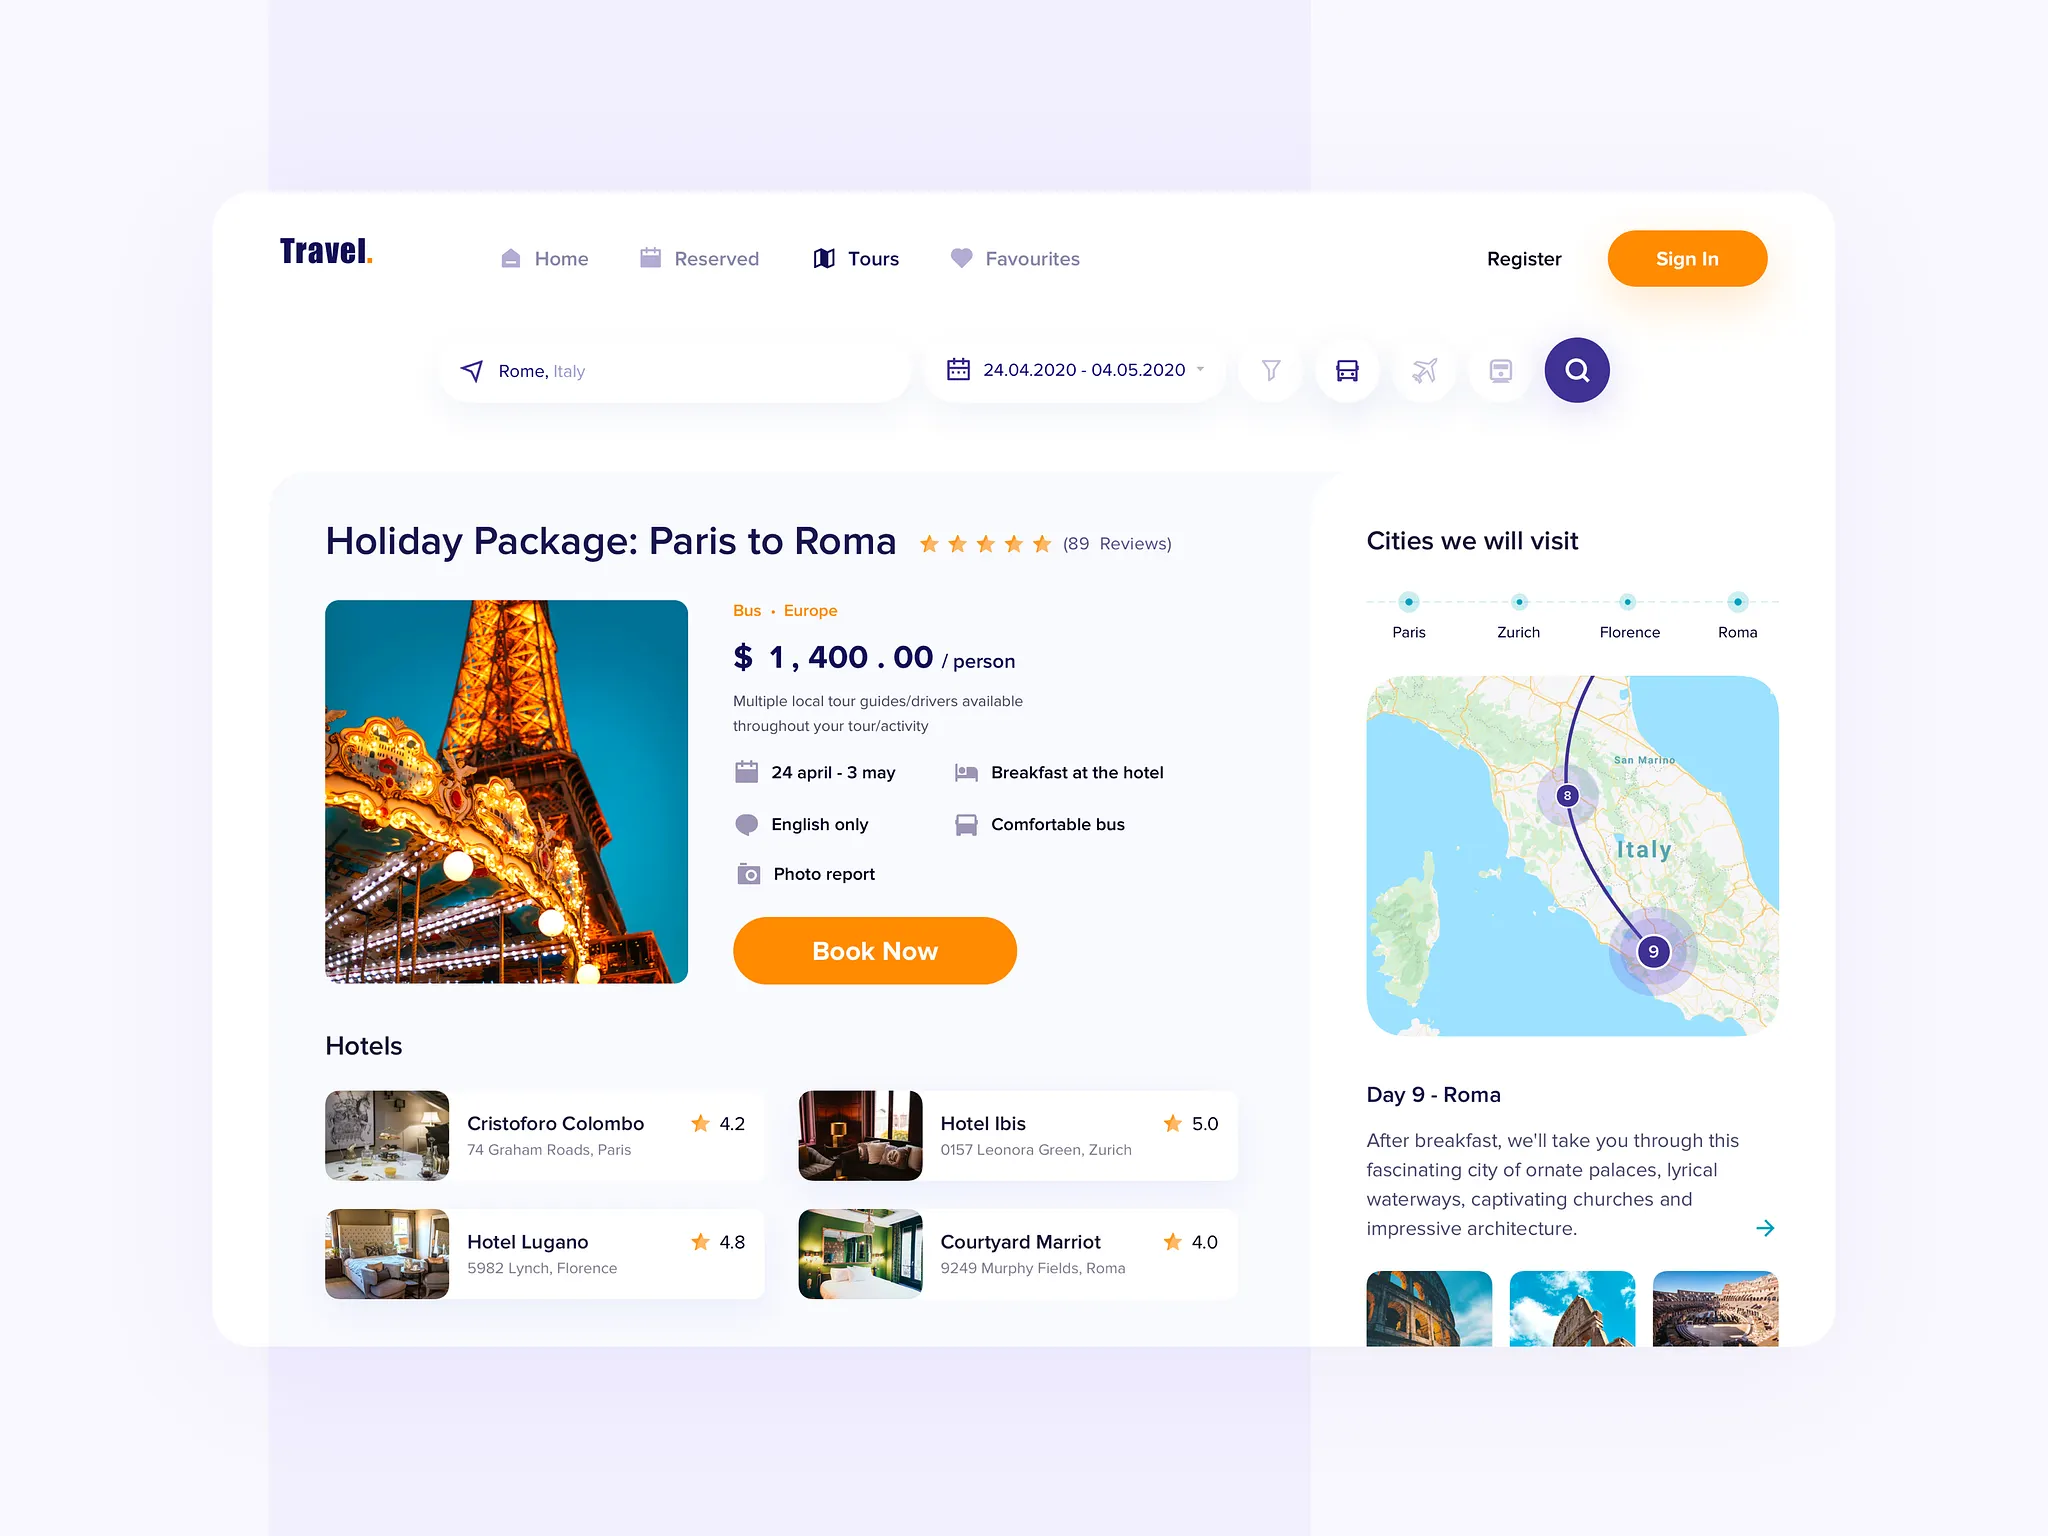 Travel.
Home
Reserved
Tours
Favourites
Register
Sign In
Rome, Italy
24.04.2020 - 04.05.2020
Holiday Package: Paris to Roma
(89 Reviews)
Bus • Europe
$ 1,400.00 / person
Multiple local tour guides/drivers available
throughout your tour/activity
24 april - 3 may
Breakfast at the hotel
English only
Comfortable bus
Photo report
Book Now
Hotels
Cristoforo Colombo
4.2
74 Graham Roads, Paris
Hotel Ibis
5.0
0157 Leonora Green, Zurich
Hotel Lugano
4.8
5982 Lynch, Florence
Courtyard Marriot
4.0
9249 Murphy Fields, Roma
Cities we will visit
Paris
Zurich
Florence
Roma
San Marino
8
Italy
9
Day 9 - Roma
After breakfast, we'll take you through this
fascinating city of ornate palaces, lyrical
waterways, captivating churches and
impressive architecture.